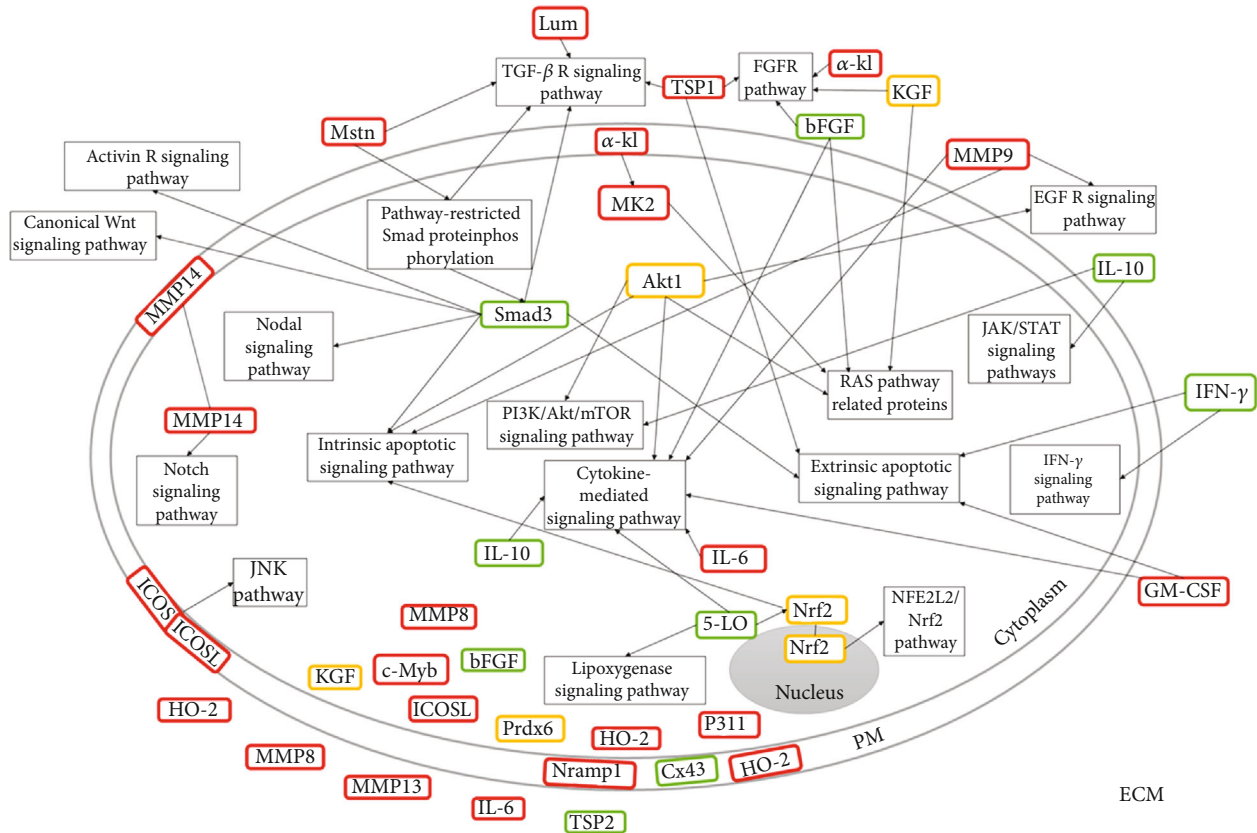 Lum
TGF-β R signaling
pathway
TSP1
FGFR
pathway
α-kl
KGF
bFGF
Mstn
α-kl
MMP9
Activin R signaling
pathway
MK2
EGF R signaling
pathway
Canonical Wnt
signaling pathway
Pathway-restricted
Smad proteinphos
phorylation
MMP14
Akt1
IL-10
Smad3
Nodal
signaling
pathway
JAK/STAT
signaling
pathways
RAS pathway
related proteins
IFN-γ
MMP14
PI3K/Akt/mTOR
signaling pathway
Intrinsic apoptotic
signaling pathway
Notch
signaling
pathway
Cytokine-
mediated
signaling pathway
Extrinsic apoptotic
signaling pathway
IFN-γ
signaling
pathway
IL-10
IL-6
JNK
pathway
ICOS
ICOSL
GM-CSF
Cytoplasm
MMP8
5-LO
Nrf2
NFE2L2/
Nrf2
pathway
Nrf2
Nucleus
KGF
c-Myb
bFGF
Lipoxygenase
signaling pathway
HO-2
ICOSL
Prdx6
HO-2
P311
PM
MMP8
Nramp1
Cx43
HO-2
MMP13
IL-6
TSP2
ECM